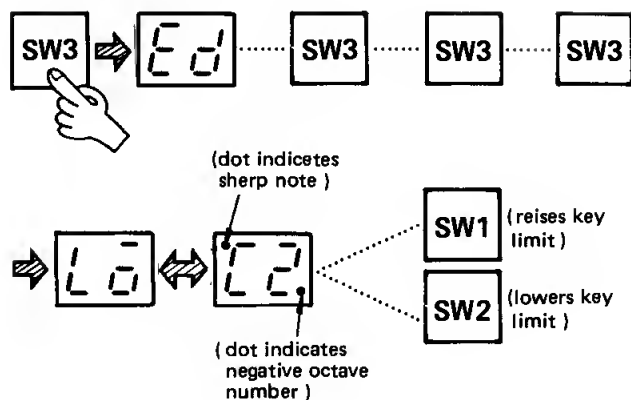 SW3 Ed SW3 SW3 SW3
(dot indicetes
sherp note )
Lo C2
SW1 (reises key
limit )
SW2 (lowers key
limit )
( dot indicates
negative octave
number )